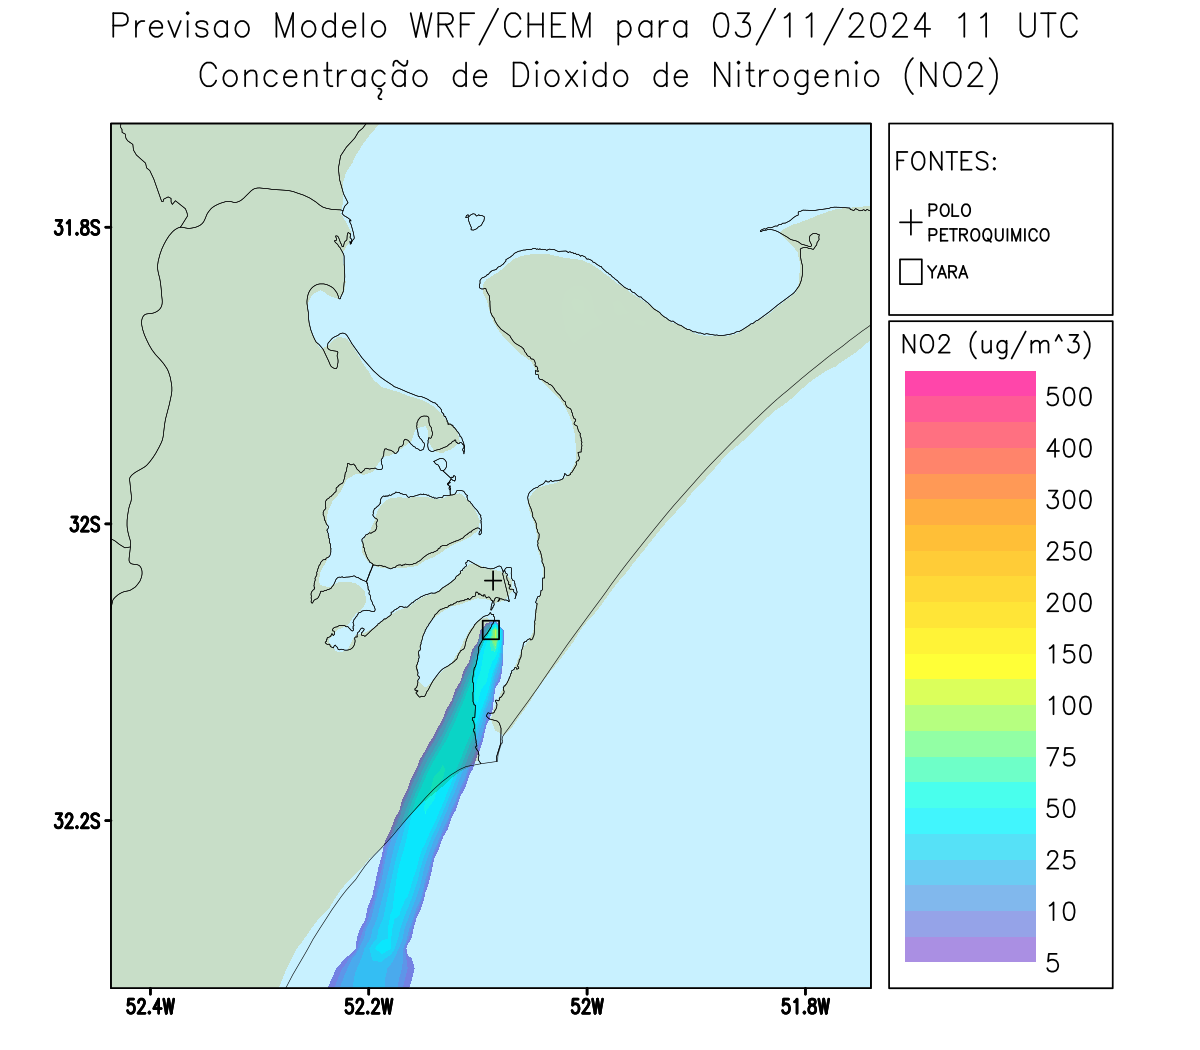 Previsao Modelo WRF/CHEM para 03/11/2024 11 UTC
Concentração de Dioxido de Nitrogenio (NO2)
FONTES:
POLO
PETROQUIMICO
YARA
31.8S
32S
32.2S
52.4W
52.2W
52W
51.8W
NO2 (ug/m^3)
500
400
300
250
200
150
100
75
50
25
10
5